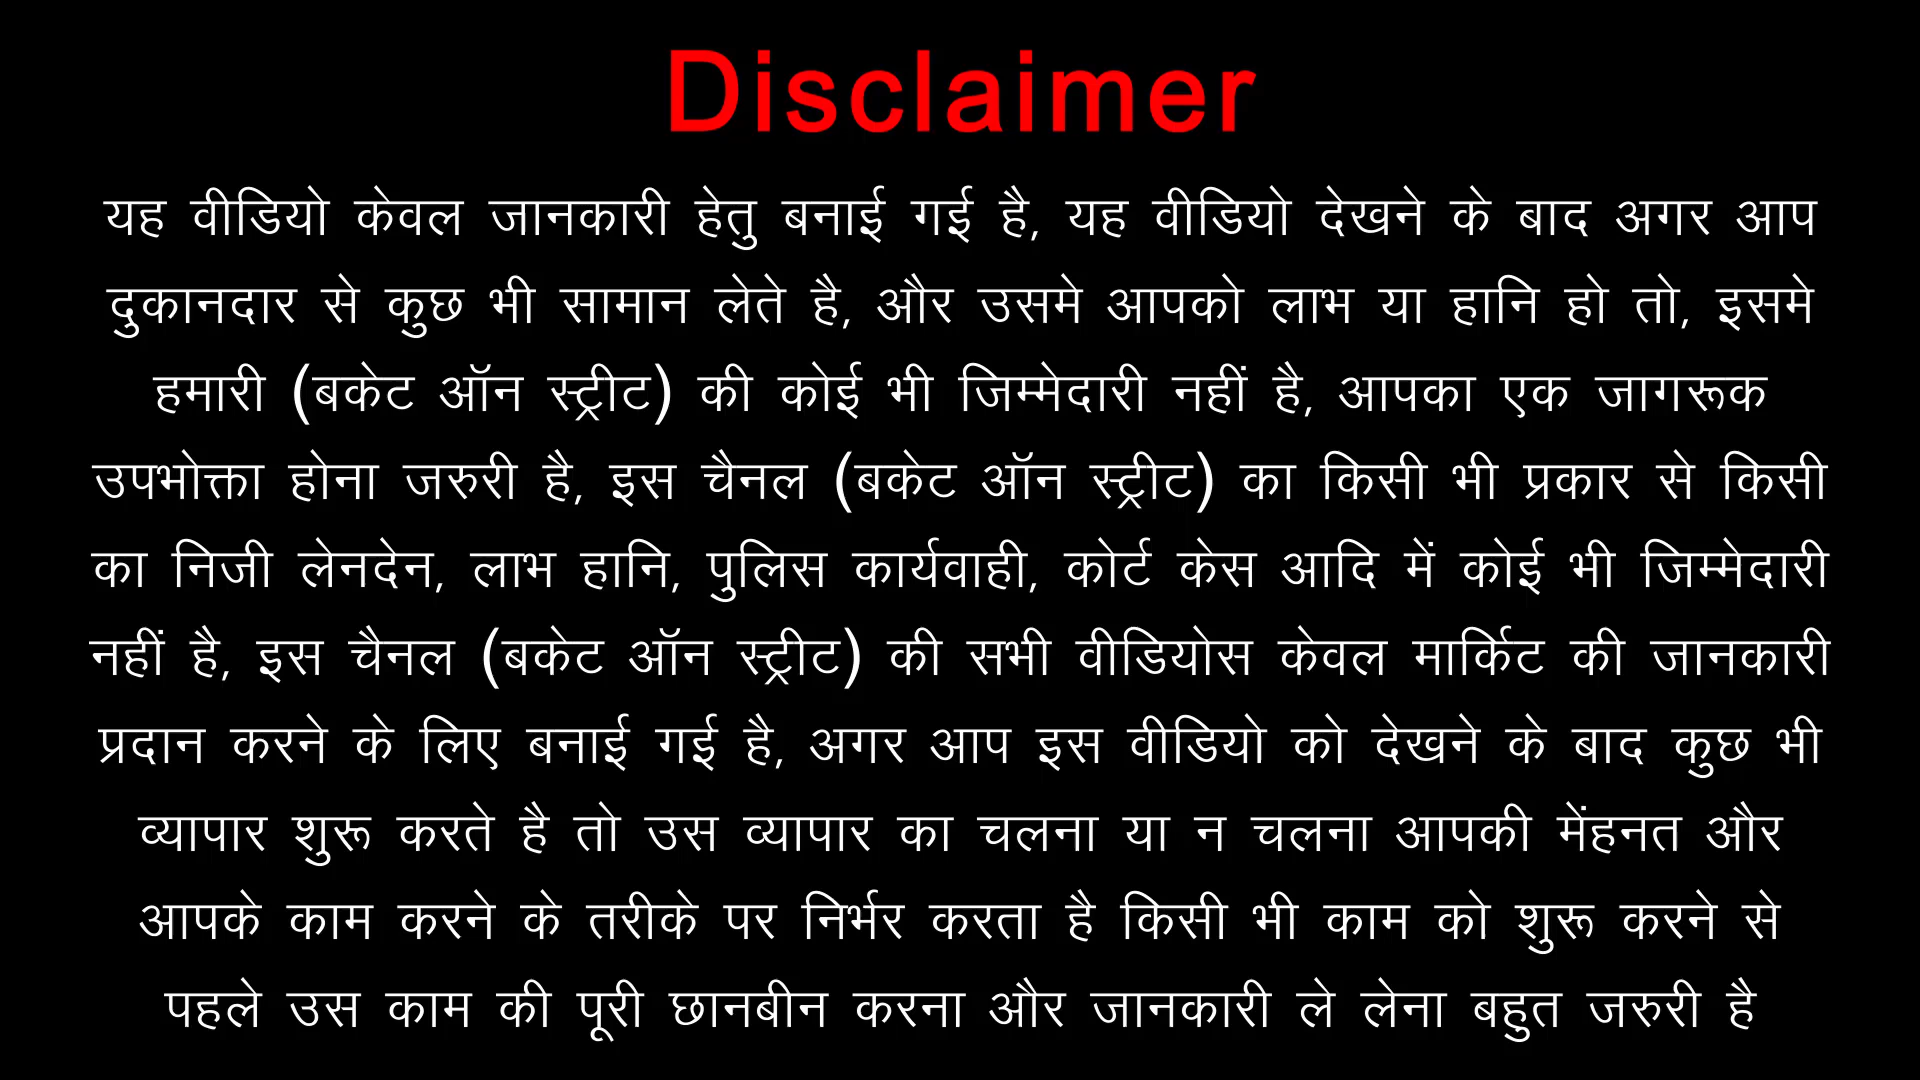 Disclaimer
यह वीडियो केवल जानकारी हेतु बनाई गई है, यह वीडियो देखने के बाद अगर आप
दुकानदार से कुछ भी सामान लेते है, और उसमे आपको लाभ या हानि हो तो, इसमे
हमारी (बकेट ऑन स्ट्रीट) की कोई भी जिम्मेदारी नहीं है, आपका एक जागरूक
उपभोक्ता होना जरुरी है, इस चैनल (बकेट ऑन स्ट्रीट) का किसी भी प्रकार से किसी
का निजी लेनदेन, लाभ हानि, पुलिस कार्यवाही, कोर्ट केस आदि में कोई भी जिम्मेदारी
नहीं है, इस चैनल (बकेट ऑन स्ट्रीट) की सभी वीडियोस केवल मार्किट की जानकारी
प्रदान करने के लिए बनाई गई है, अगर आप इस वीडियो को देखने के बाद कुछ भी
व्यापार शुरू करते है तो उस व्यापार का चलना या न चलना आपकी मेंहनत और
आपके काम करने के तरीके पर निर्भर करता है किसी भी काम को शुरू करने से
पहले उस काम की पूरी छानबीन करना और जानकारी ले लेना बहुत जरुरी है